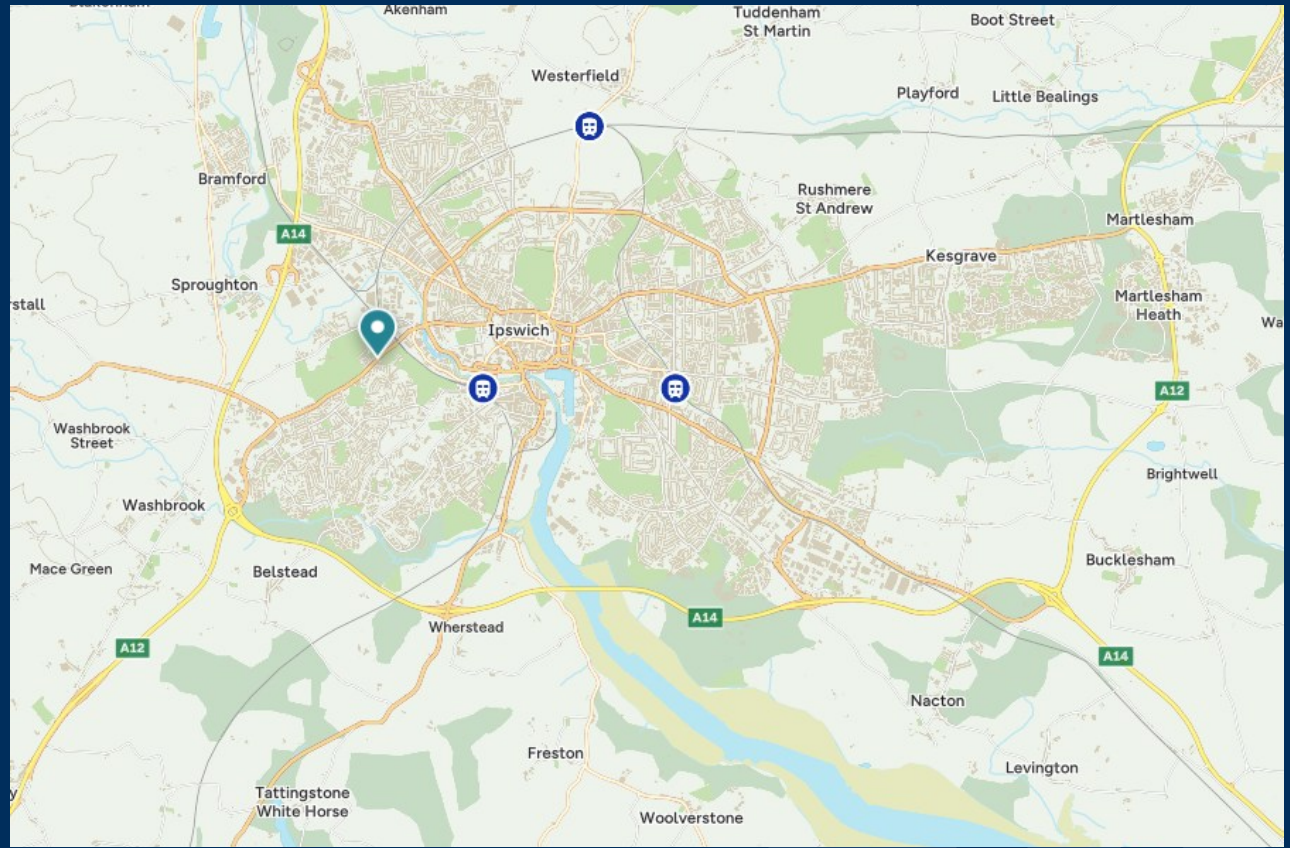 Akenham
Tuddenham
St Martin
Boot Street
Westerfield
Playford
Little Bealings
Bramford
Rushmere
St Andrew
Martlesham
A14
Kesgrave
Sproughton
Martlesham
Heath
rstall
Wa
Ipswich
A12
Washbrook
Street
Brightwell
Washbrook
Mace Green
Belstead
Bucklesham
A14
Wherstead
A12
A14
Nacton
Freston
Levington
Tattingstone
White Horse
y
Woolverstone